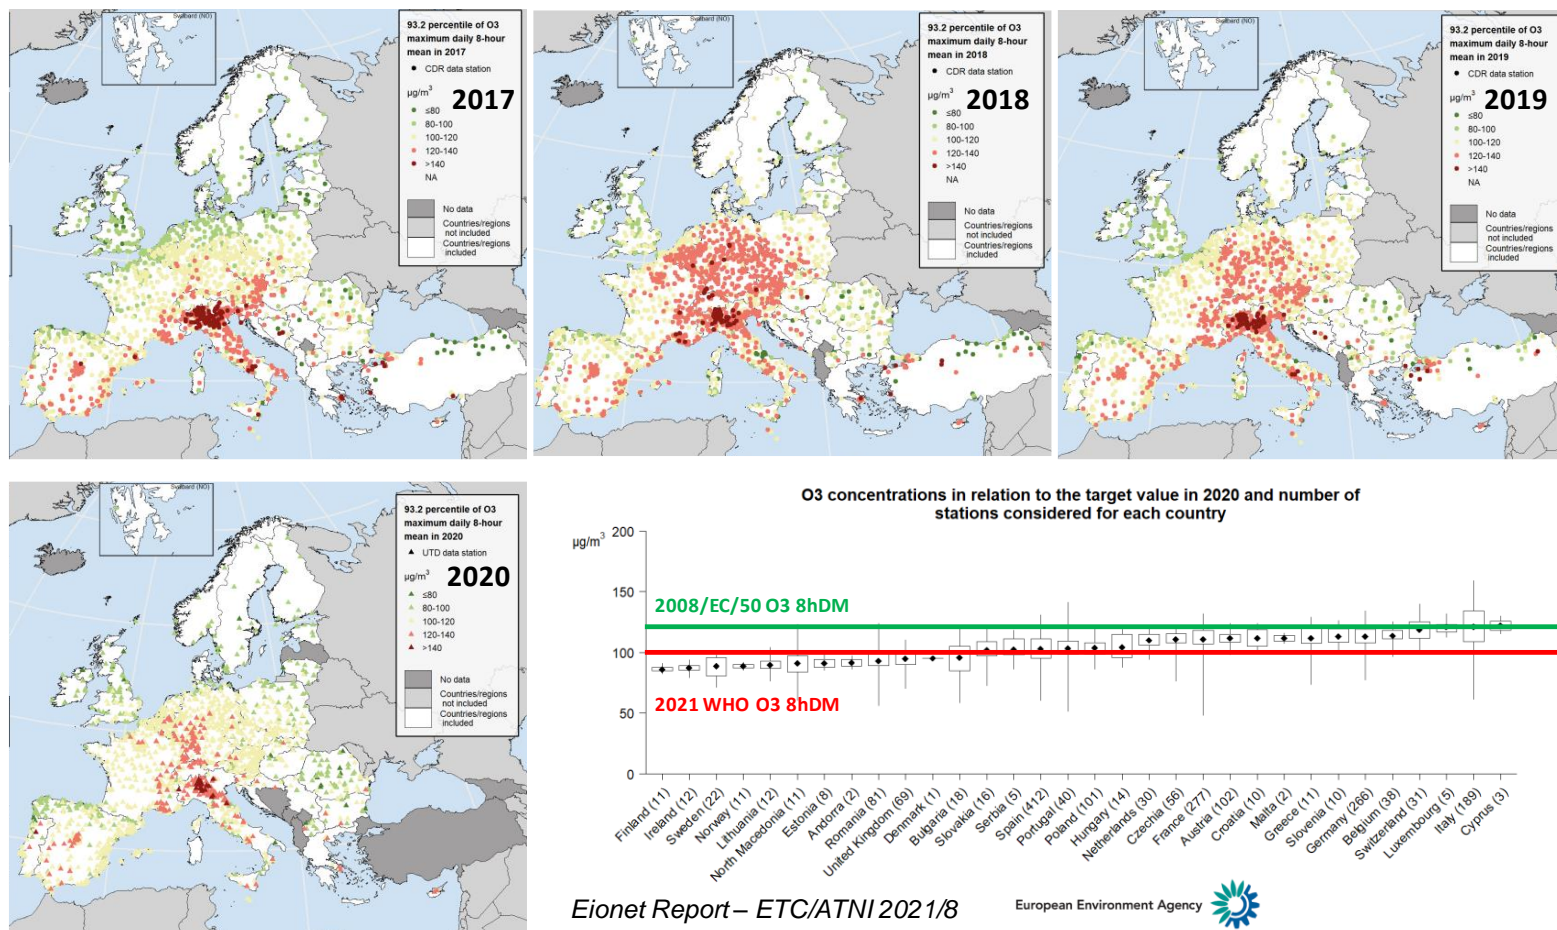 Svalbard (NO)
93.2 percentile of O3
maximum daily 8-hour
mean in 2017
CDR data station
µg/m3
2017
≤80
80-100
100-120
120-140
>140
NA
No data
Countries/regions
not included
Countries/regions
included
Svalbard (NO)
93.2 percentile of O3
maximum daily 8-hour
mean in 2018
CDR data station
µg/m3
2018
≤80
80-100
100-120
120-140
>140
NA
No data
Countries/regions
not included
Countries/regions
included
Svalbard (NO)
93.2 percentile of O3
maximum daily 8-hour
mean in 2019
CDR data station
µg/m3
2019
≤80
80-100
100-120
120-140
>140
NA
No data
Countries/regions
not included
Countries/regions
included
Svalbard (NO)
93.2 percentile of O3
maximum daily 8-hour
mean in 2020
UTD data station
µg/m3
2020
≤80
80-100
100-120
120-140
>140
No data
Countries/regions
not included
Countries/regions
included
O3 concentrations in relation to the target value in 2020 and number of
stations considered for each country
µg/m3
200
150
100
50
0
2008/EC/50 O3 8hDM
2021 WHO O3 8hDM
Finland (11)
Ireland (12)
Sweden (22)
Norway (11)
Lithuania (12)
North Macedonia (11)
Estonia (8)
Andorra (2)
Romania (81)
United Kingdom (69)
Denmark (1)
Bulgaria (18)
Slovakia (16)
Serbia (5)
Spain (412)
Portugal (40)
Poland (101)
Hungary (14)
Netherlands (30)
Czechia (56)
France (277)
Austria (102)
Croatia (10)
Malta (2)
Greece (11)
Slovenia (10)
Germany (266)
Belgium (38)
Switzerland (31)
Luxembourg (5)
Italy (189)
Cyprus (3)
Eionet Report – ETC/ATNI 2021/8
European Environment Agency